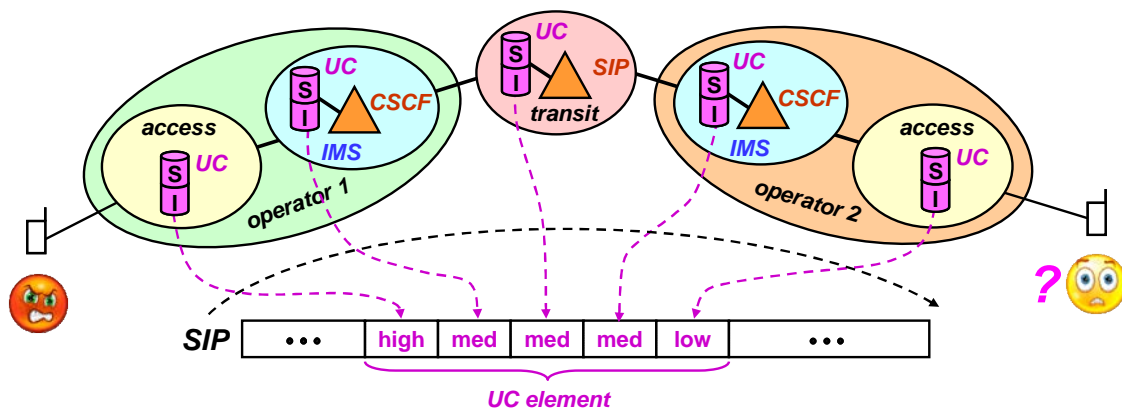 UC
S
I
SIP
transit
UC
S
I
CSCF
IMS
access
UC
S
I
operator 1
UC
S
I
CSCF
IMS
access
UC
S
I
operator 2
?
SIP
••• high med med med low •••
UC element